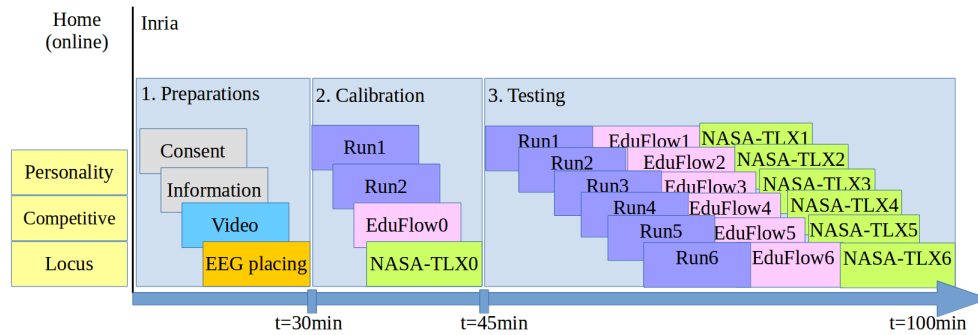 Home
(online)
Inria
1. Preparations
2. Calibration
3. Testing
Personality
Competitive
Locus
Consent
Information
Video
EEG placing
Run1
Run2
EduFlow0
NASA-TLX0
Run1
EduFlow1
NASA-TLX1
Run2
EduFlow2
NASA-TLX2
Run3
EduFlow3
NASA-TLX3
Run4
EduFlow4
NASA-TLX4
Run5
EduFlow5
NASA-TLX5
Run6
EduFlow6
NASA-TLX6
t=30min
t=45min
t=100min